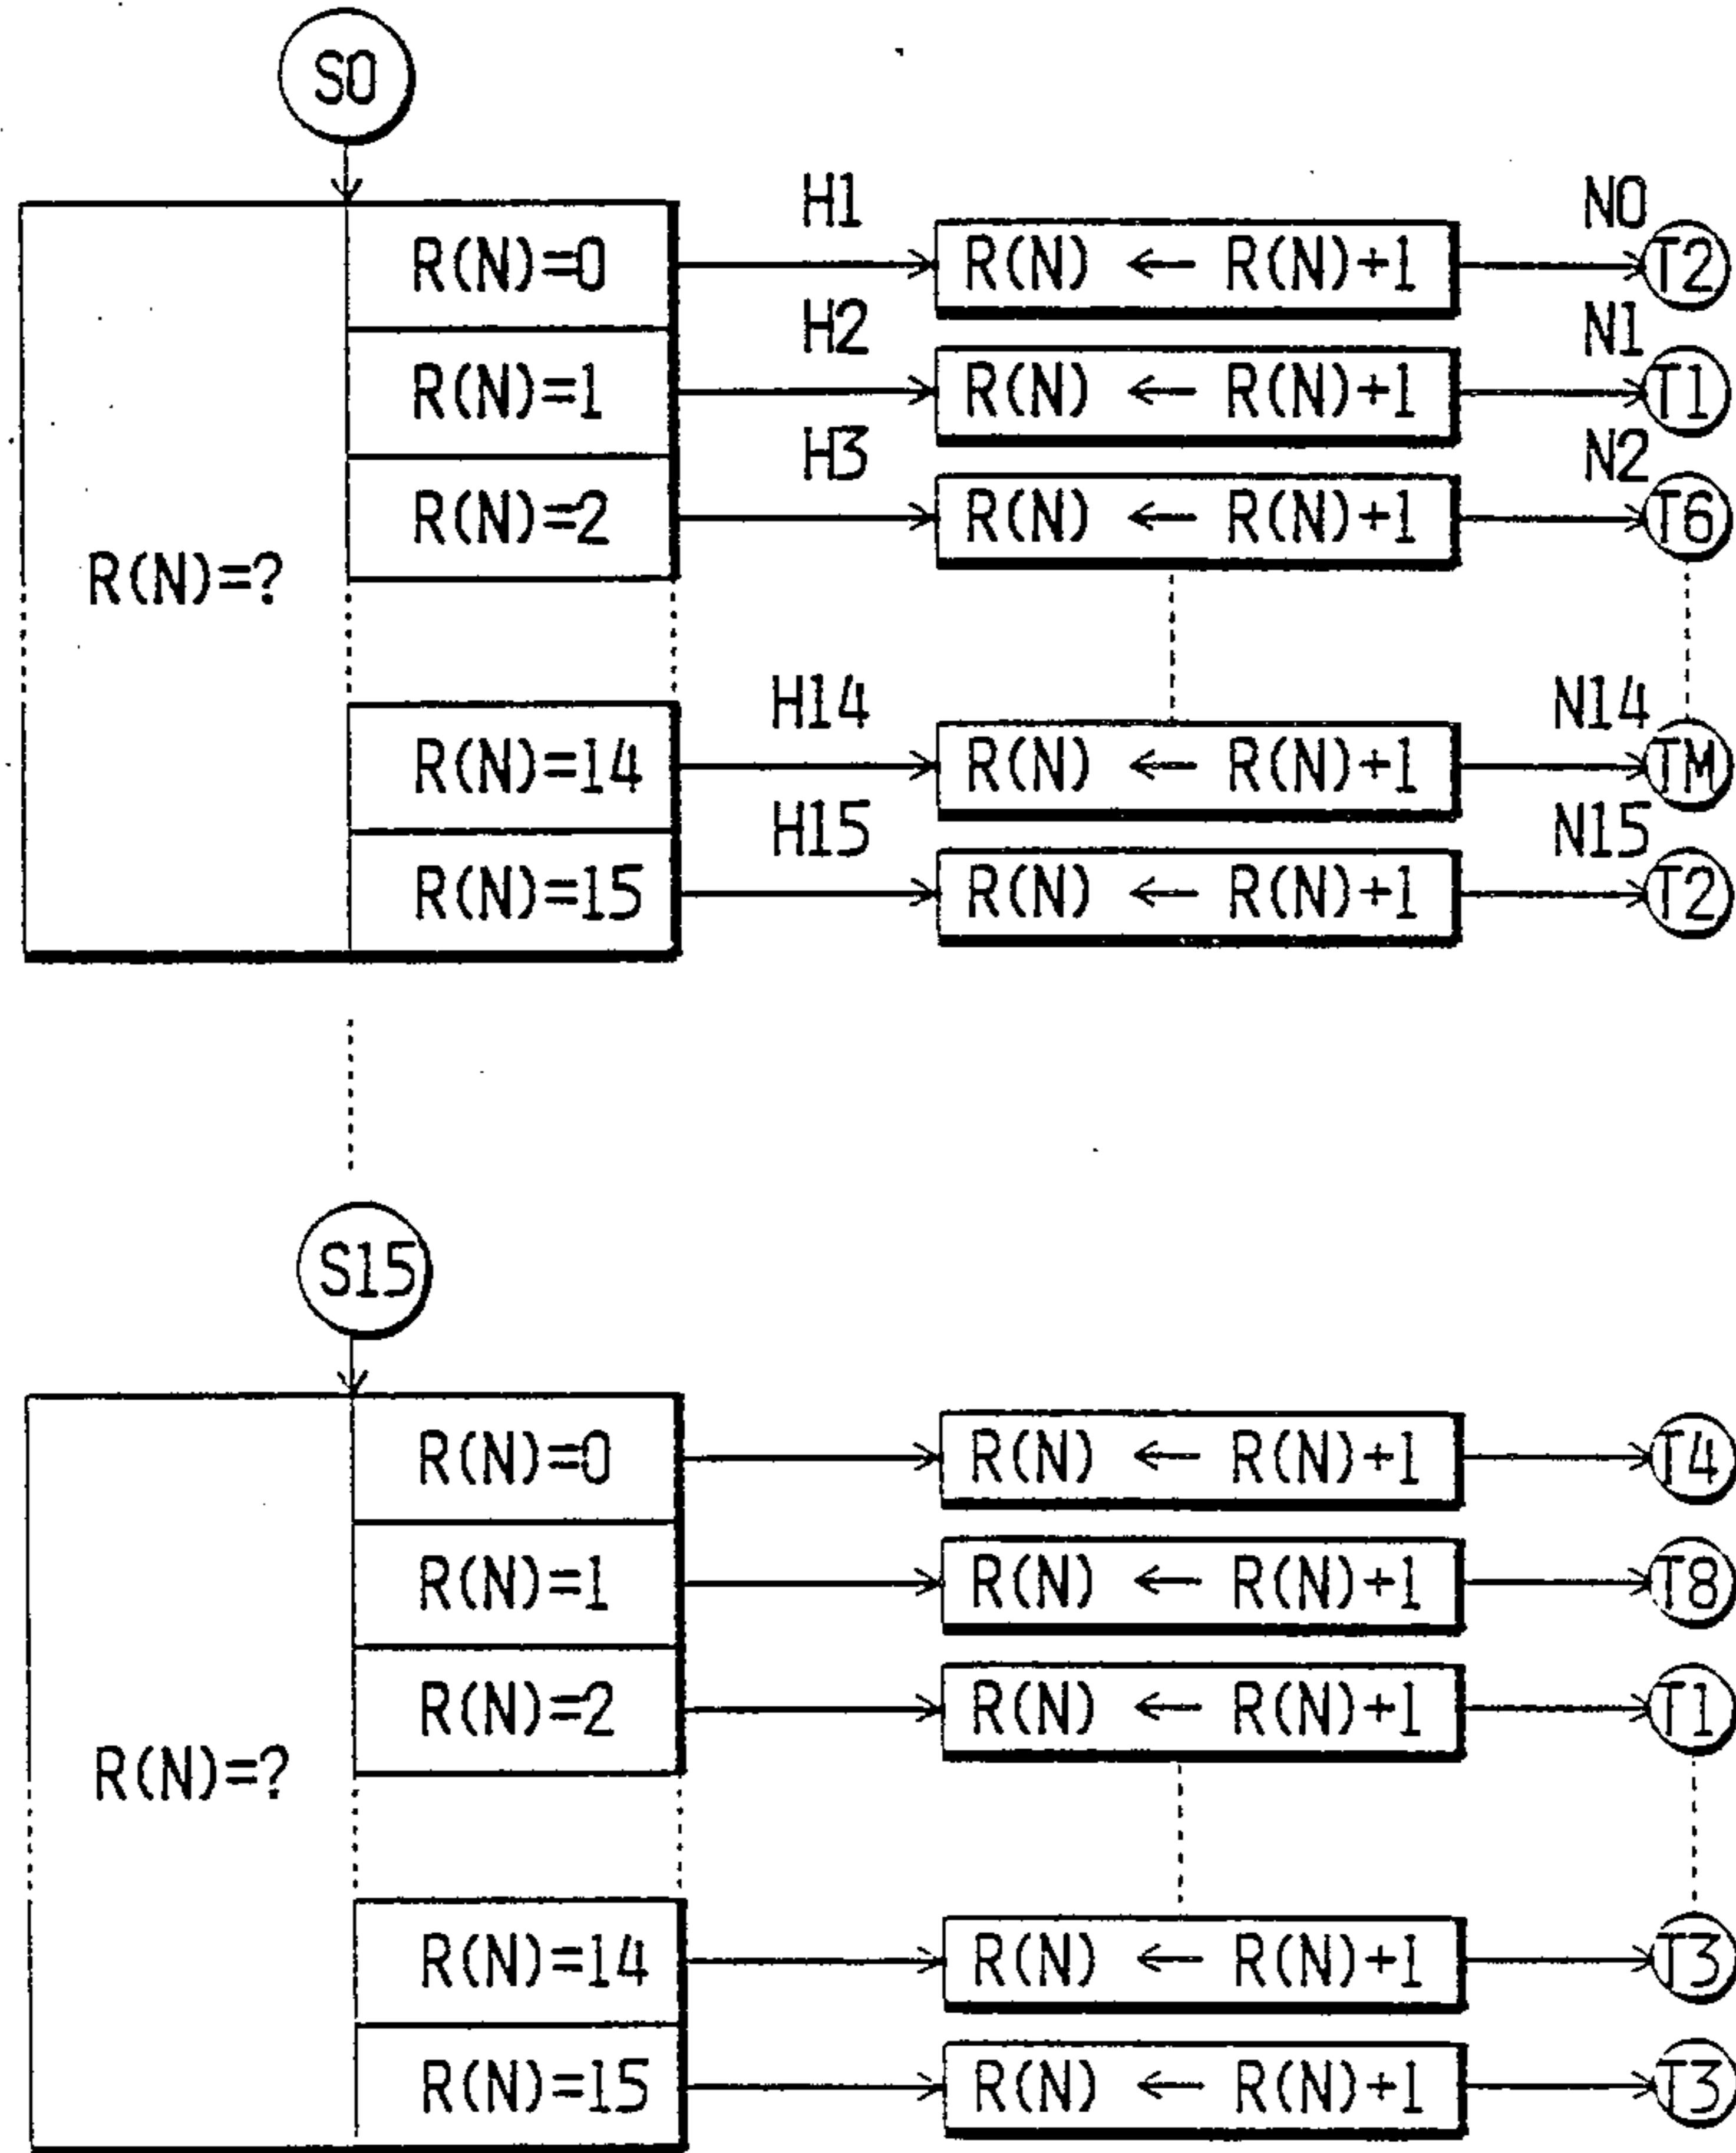 S0
H1 N0
R(N)=0 R(N) ← R(N)+1 T2
H2 N1
R(N)=1 R(N) ← R(N)+1 T1
H3 N2
R(N)=2 R(N) ← R(N)+1 T6
R(N)=?
H14 N14
R(N)=14 R(N) ← R(N)+1 TM
H15 N15
R(N)=15 R(N) ← R(N)+1 T2
S15
R(N)=0 R(N) ← R(N)+1 T4
R(N)=1 R(N) ← R(N)+1 T8
R(N)=2 R(N) ← R(N)+1 T1
R(N)=?
R(N)=14 R(N) ← R(N)+1 T3
R(N)=15 R(N) ← R(N)+1 T3